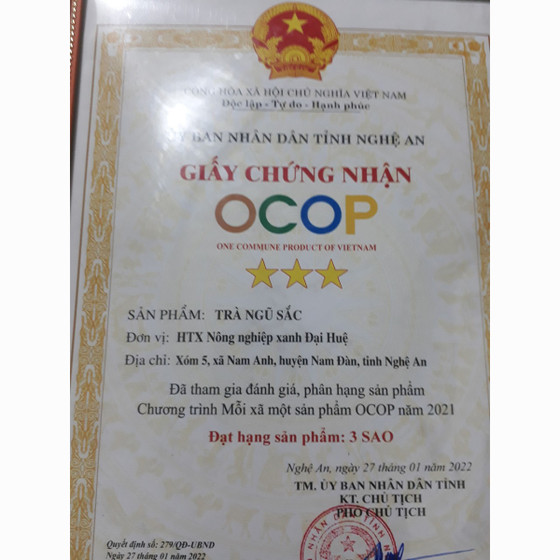 CỘNG HÒA XÃ HỘI CHỦ NGHĨA VIỆT NAM
Độc lập - Tự do - Hạnh phúc
ỦY BAN NHÂN DÂN TỈNH NGHỆ AN
GIẤY CHỨNG NHẬN
OCOP
ONE COMMUNE PRODUCT OF VIETNAM
SẢN PHẨM: TRÀ NGŨ SẮC
Đơn vị: HTX Nông nghiệp xanh Đại Huệ
Địa chỉ: Xóm 5, xã Nam Anh, huyện Nam Đàn, tỉnh Nghệ An
Đã tham gia đánh giá, phân hạng sản phẩm
Chương trình Mỗi xã một sản phẩm OCOP năm 2021
Đạt hạng sản phẩm: 3 SAO
Nghệ An, ngày 27 tháng 01 năm 2022
TM. ỦY BAN NHÂN DÂN TỈNH
KT. CHỦ TỊCH
PHÓ CHỦ TỊCH
Quyết định số: 279/QĐ-UBND
Ngày 27 tháng 01 năm 2022